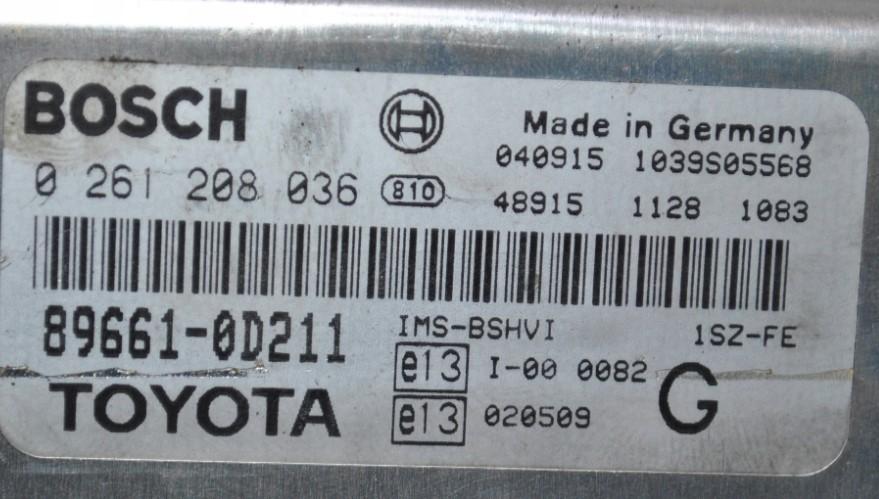 BOSCH
Made in Germany
040915 1039S05568
0 261 208 036 810
48915 1128 1083
89661-0D211
IMS-BSHVI 1SZ-FE
e13 I-00 0082
TOYOTA
e13 020509
G